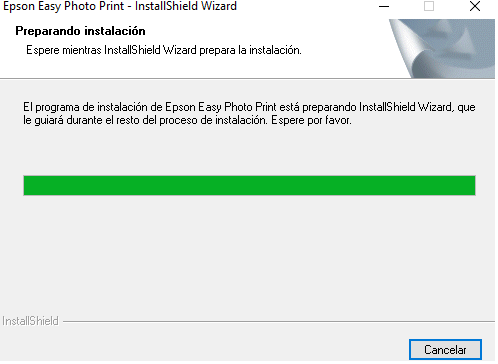 Epson Easy Photo Print - InstallShield Wizard
Preparando instalación
Espere mientras InstallShield Wizard prepara la instalación.
El programa de instalación de Epson Easy Photo Print está preparando InstallShield Wizard, que
le guiará durante el resto del proceso de instalación. Espere por favor.
InstallShield
Cancelar